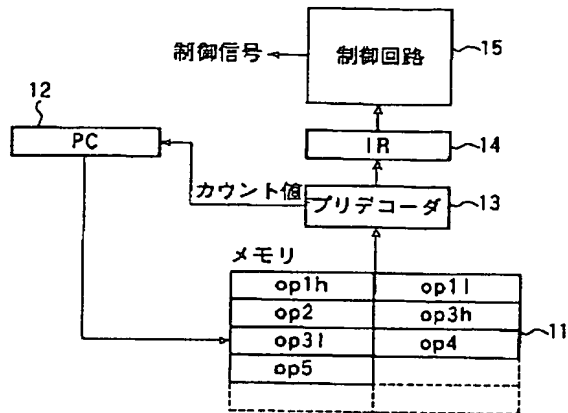 制御信号
制御回路
15
12
PC
IR
14
カウント値
プリデコーダ
13
メモリ
op1h
op1l
op2
op3h
op3l
op4
11
op5